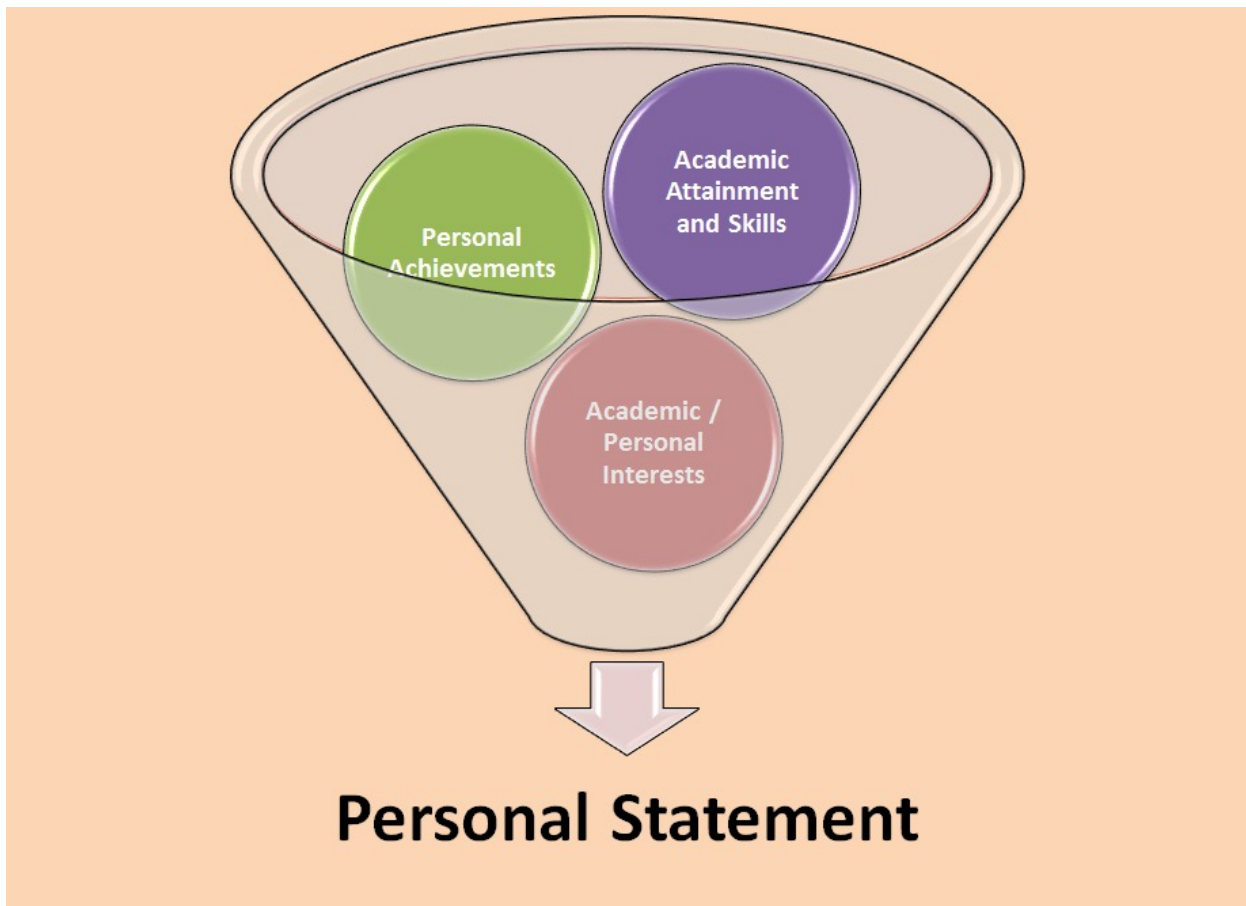 Academic
Attainment
and Skills
Personal
Achievements
Academic /
Personal
Interests
Personal Statement